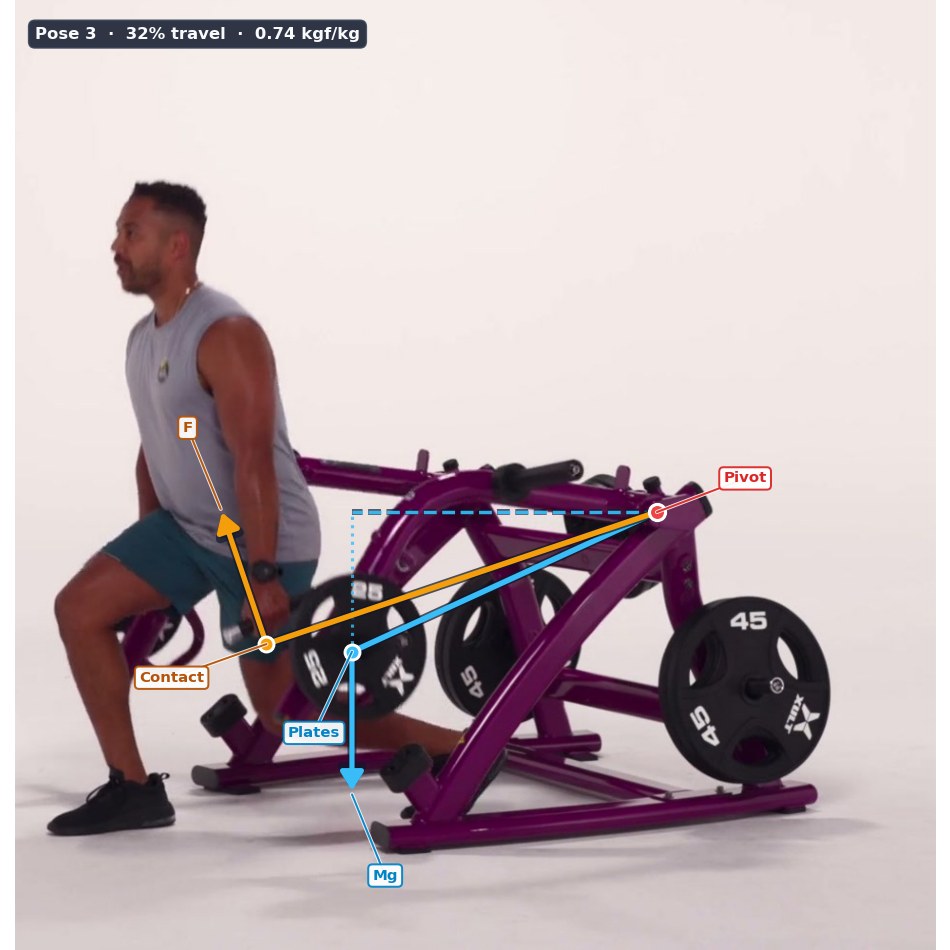 Pose 3 · 32% travel · 0.74 kgf/kg
F
Pivot
25
45
25
XULT
45
45
XULT
Contact
Plates
Mg